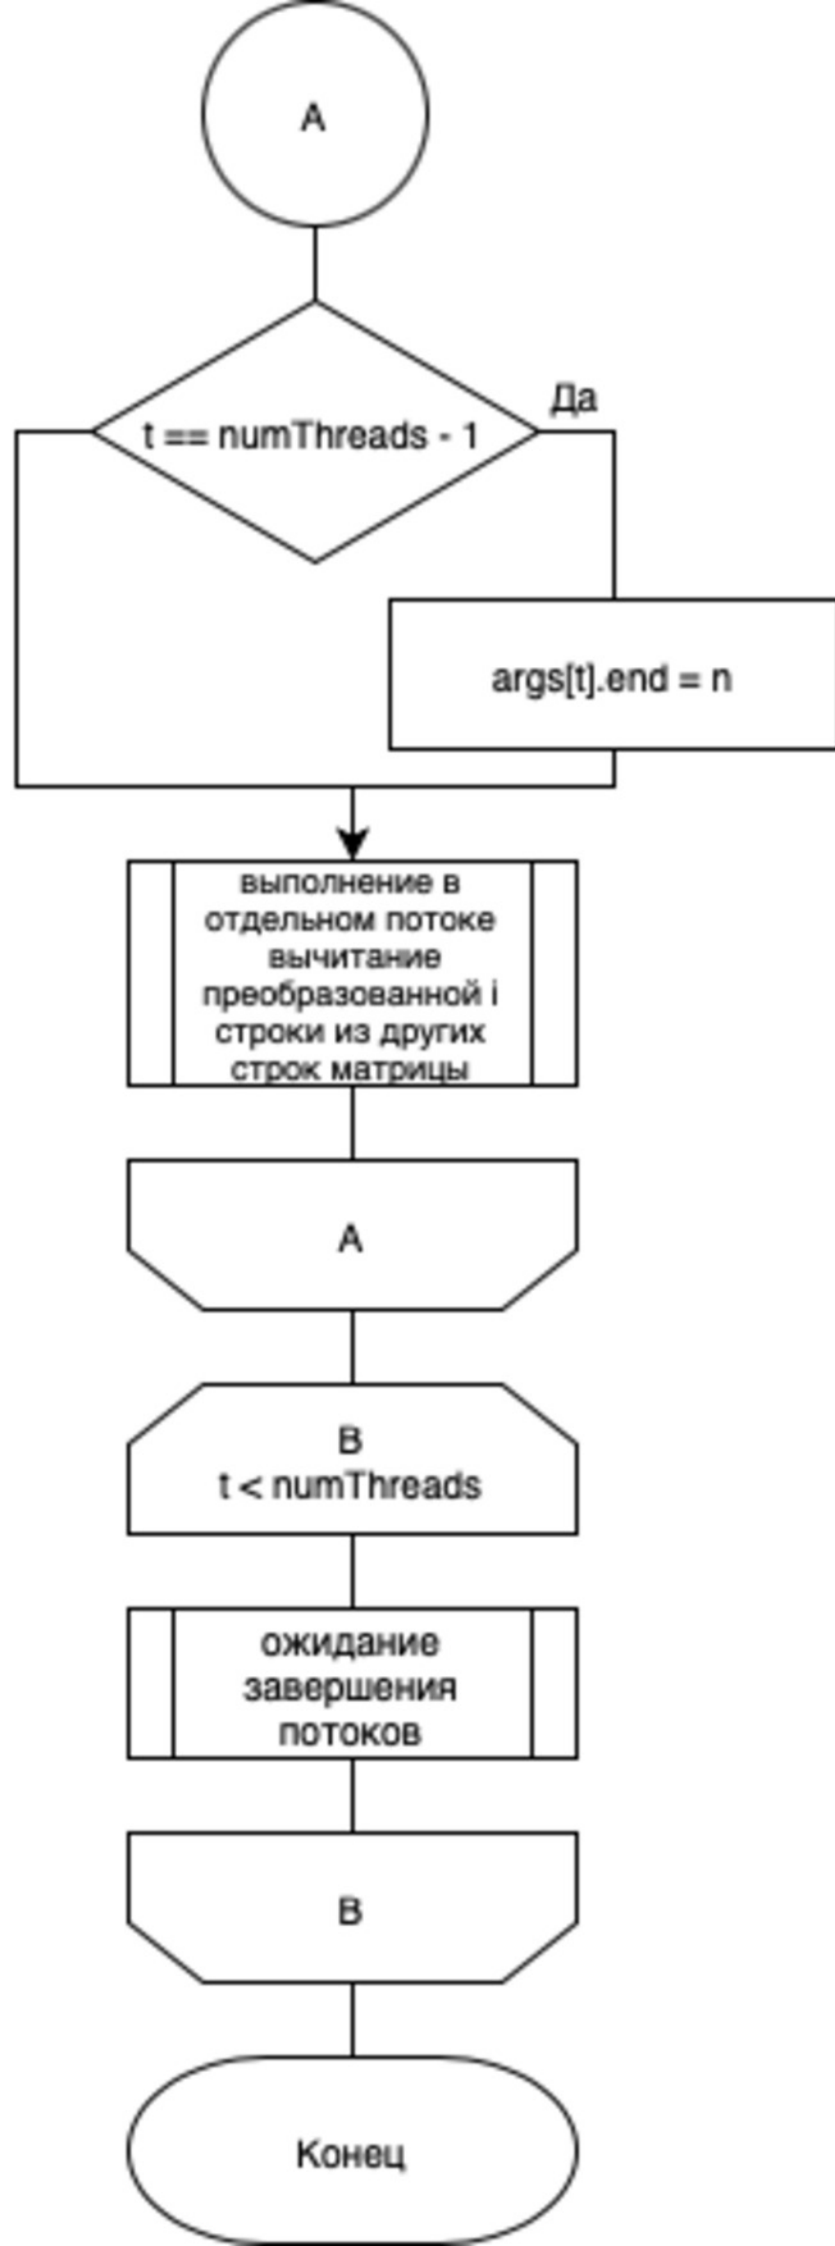 A
Да
t == numThreads - 1
args[t].end = n
выполнение в
отдельном потоке
вычитание
преобразованной i
строки из других
строк матрицы
A
B
t < numThreads
ожидание
завершения
потоков
B
Конец